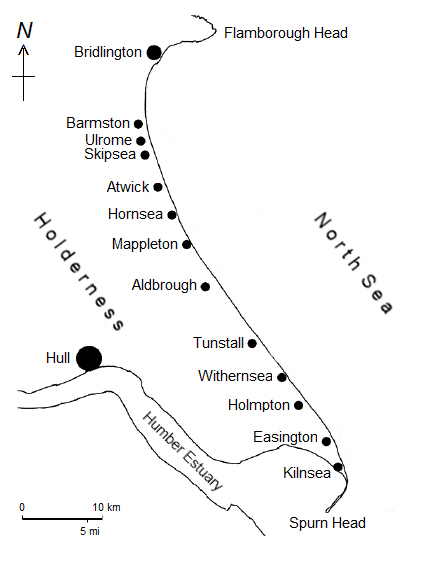 N
Flamborough Head
Bridlington
Barmston
Ulrome
Skipsea
Atwick
Hornsea
Mappleton
Holderness
North Sea
Aldbrough
Tunstall
Hull
Withernsea
Holmpton
Easington
Humber Estuary
Kilnsea
0 10 km
5 mi
Spurn Head